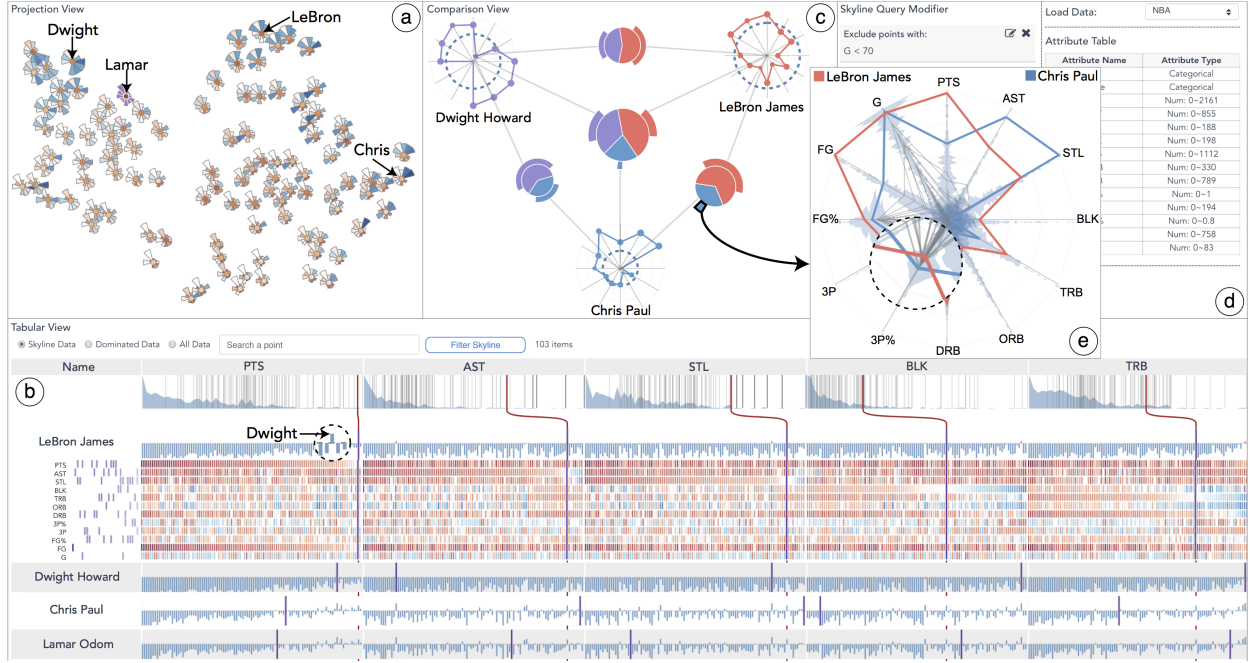 Projection View
a
Dwight
LeBron
Lamar
Chris
Comparison View
c
Dwight Howard
LeBron James
Chris Paul
Skyline Query Modifier
Exclude points with:
G < 70
Load Data:
NBA
Attribute Table
Attribute Name
Attribute Type
Categorical
Categorical
Num: 0~2161
Num: 0~855
Num: 0~188
Num: 0~198
Num: 0~1112
Num: 0~330
Num: 0~789
Num: 0~1
Num: 0~194
Num: 0~0.8
Num: 0~758
Num: 0~83
d
LeBron James
Chris Paul
PTS
G
AST
FG
STL
FG%
BLK
3P
TRB
3P%
ORB
DRB
e
Tabular View
Skyline Data
Dominated Data
All Data
Search a point
Filter Skyline
103 items
Name
PTS
AST
STL
BLK
TRB
b
LeBron James
Dwight
PTS
AST
STL
BLK
TRB
ORB
DRB
3P%
3P
FG%
FG
G
Dwight Howard
Chris Paul
Lamar Odom